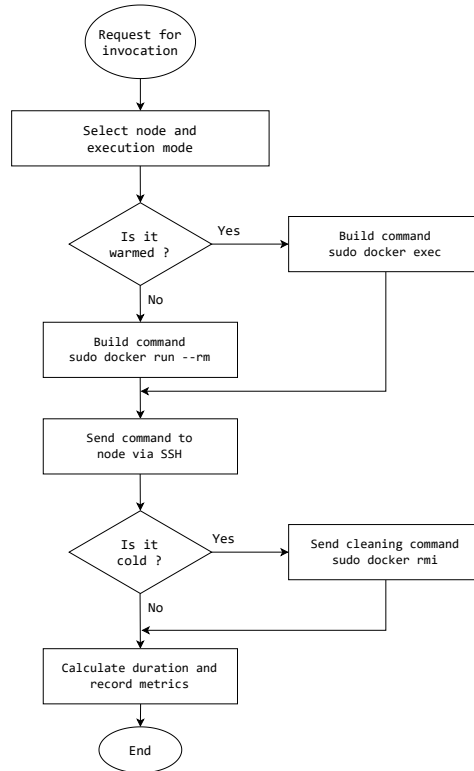 Request for
invocation
Select node and
execution mode
Is it
warmed ?
Yes
Build command
sudo docker exec
No
Build command
sudo docker run --rm
Send command to
node via SSH
Is it
cold ?
Yes
Send cleaning command
sudo docker rmi
No
Calculate duration and
record metrics
End